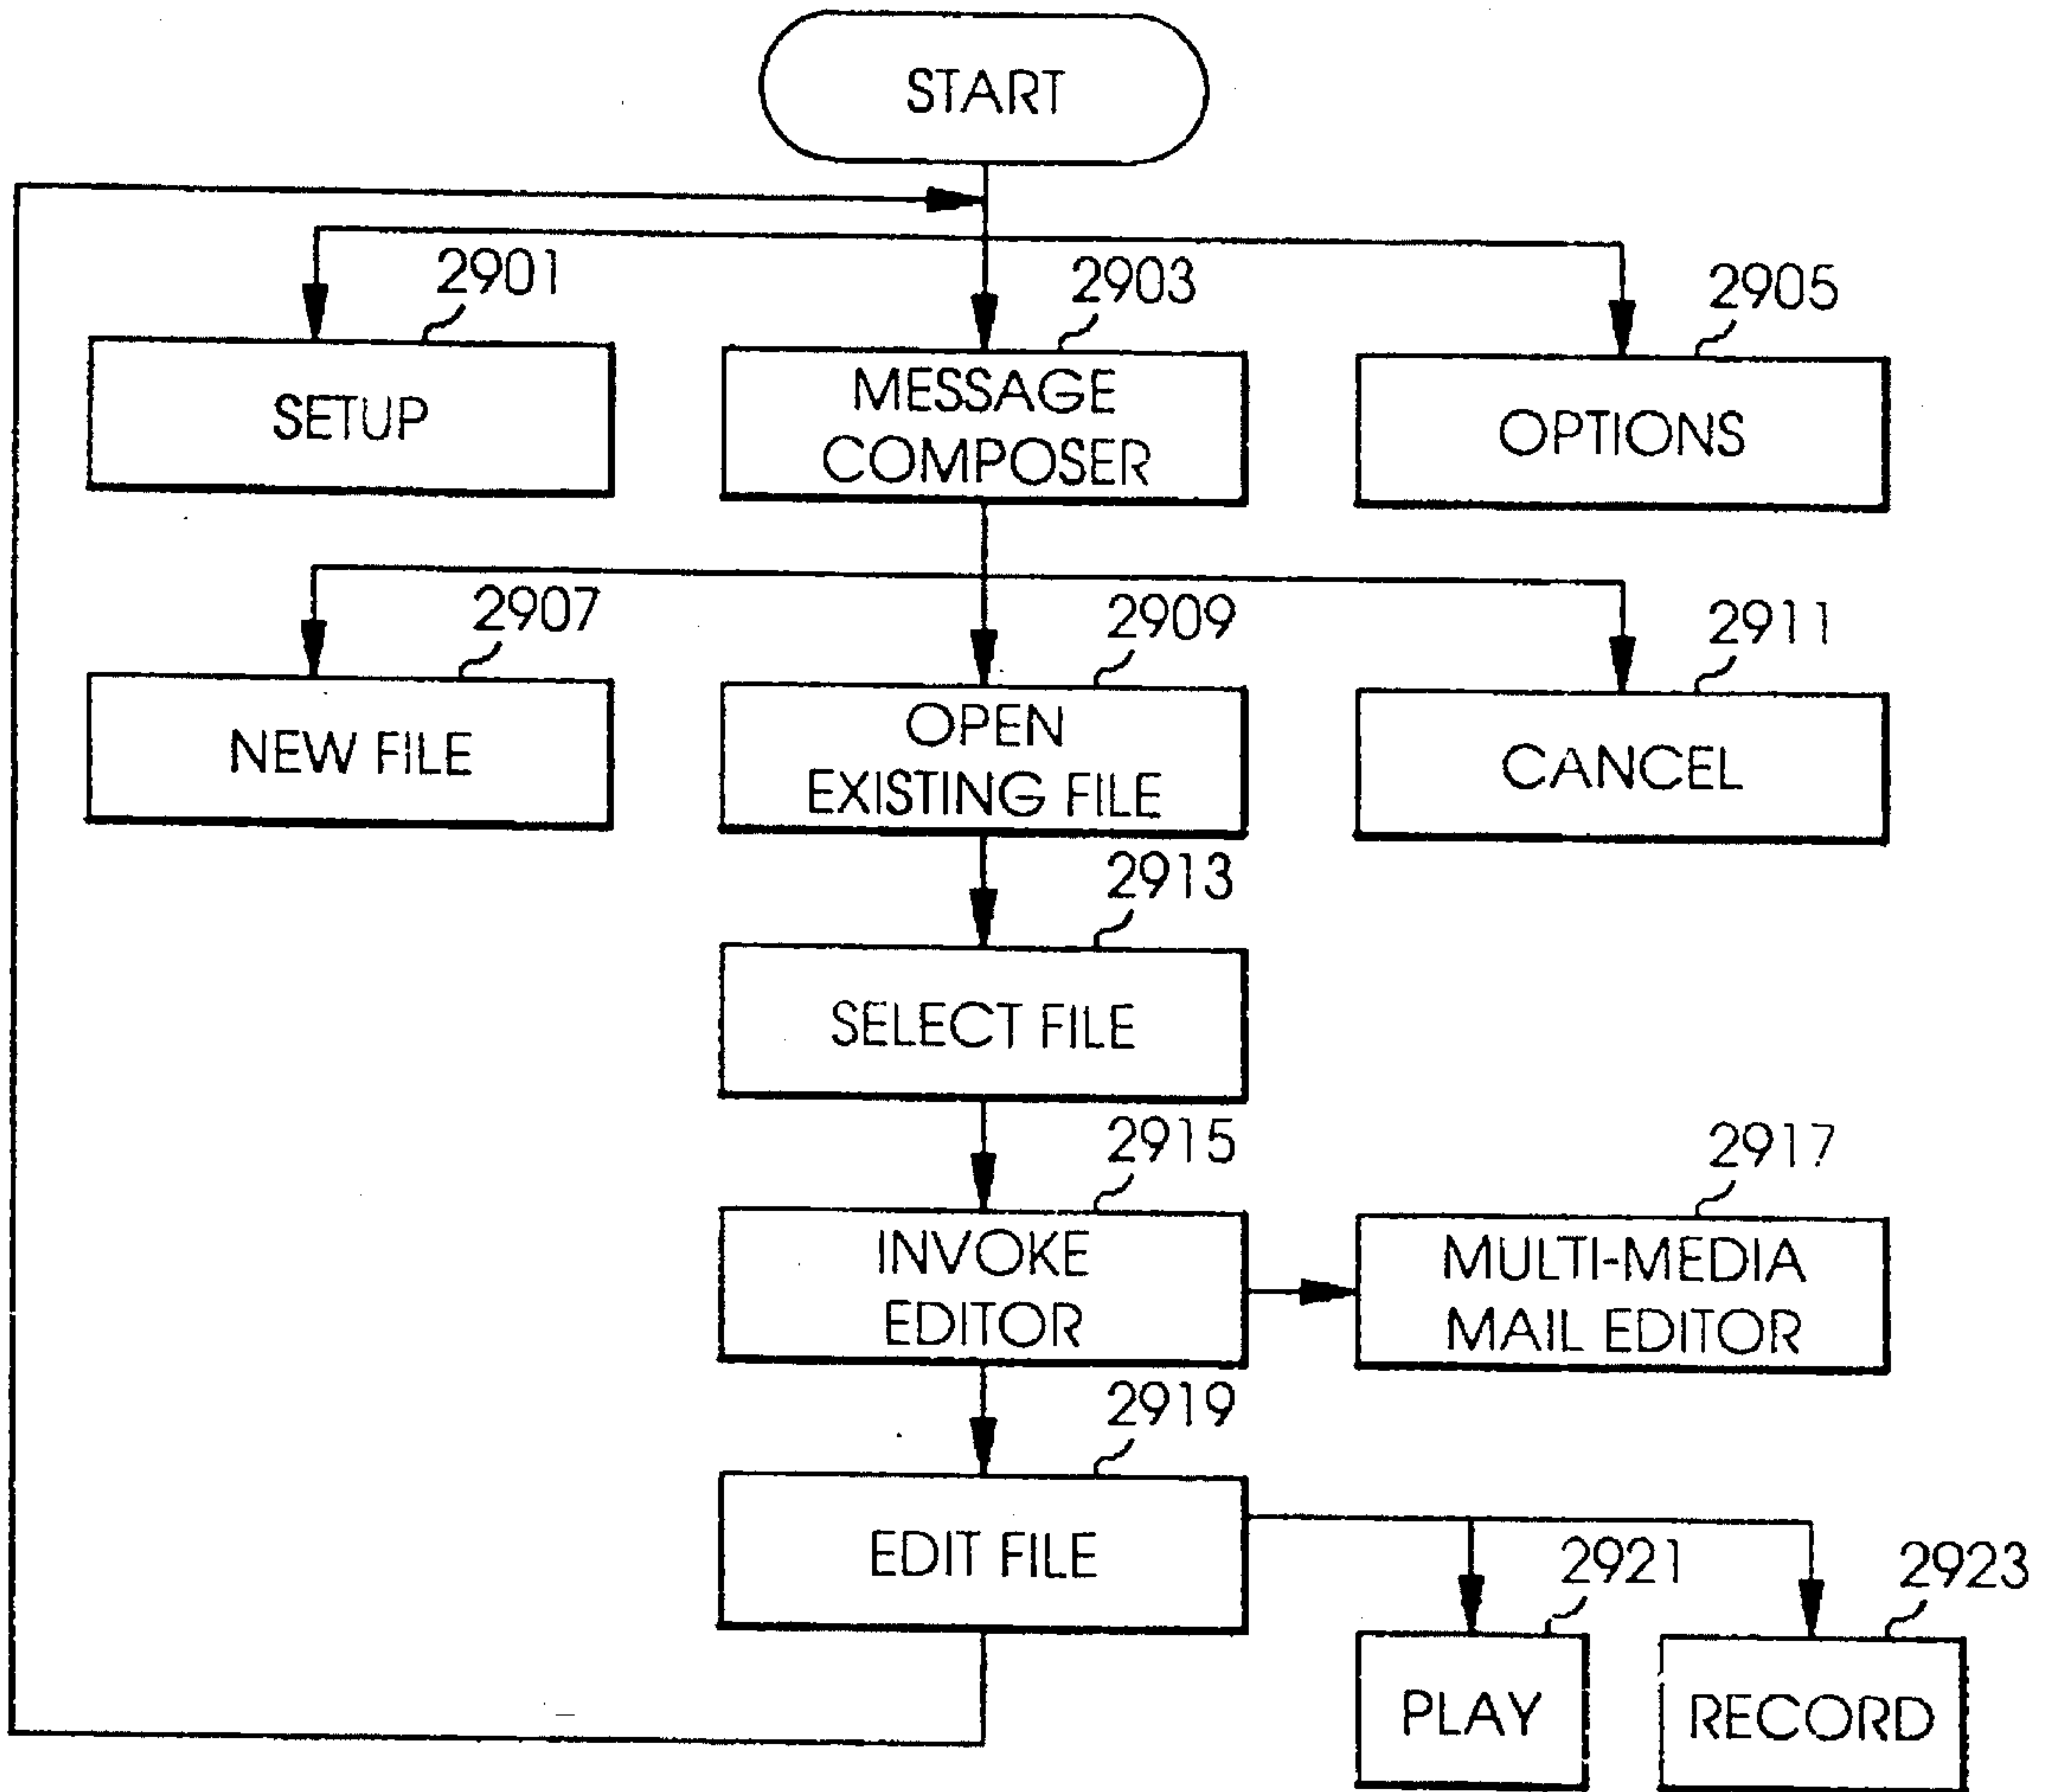 START
2901
2903
2905
SETUP
MESSAGE
COMPOSER
OPTIONS
2907
2909
2911
NEW FILE
OPEN
EXISTING FILE
CANCEL
2913
SELECT FILE
2915
2917
INVOKE
EDITOR
MULTI-MEDIA
MAIL EDITOR
2919
EDIT FILE
2921
2923
PLAY
RECORD